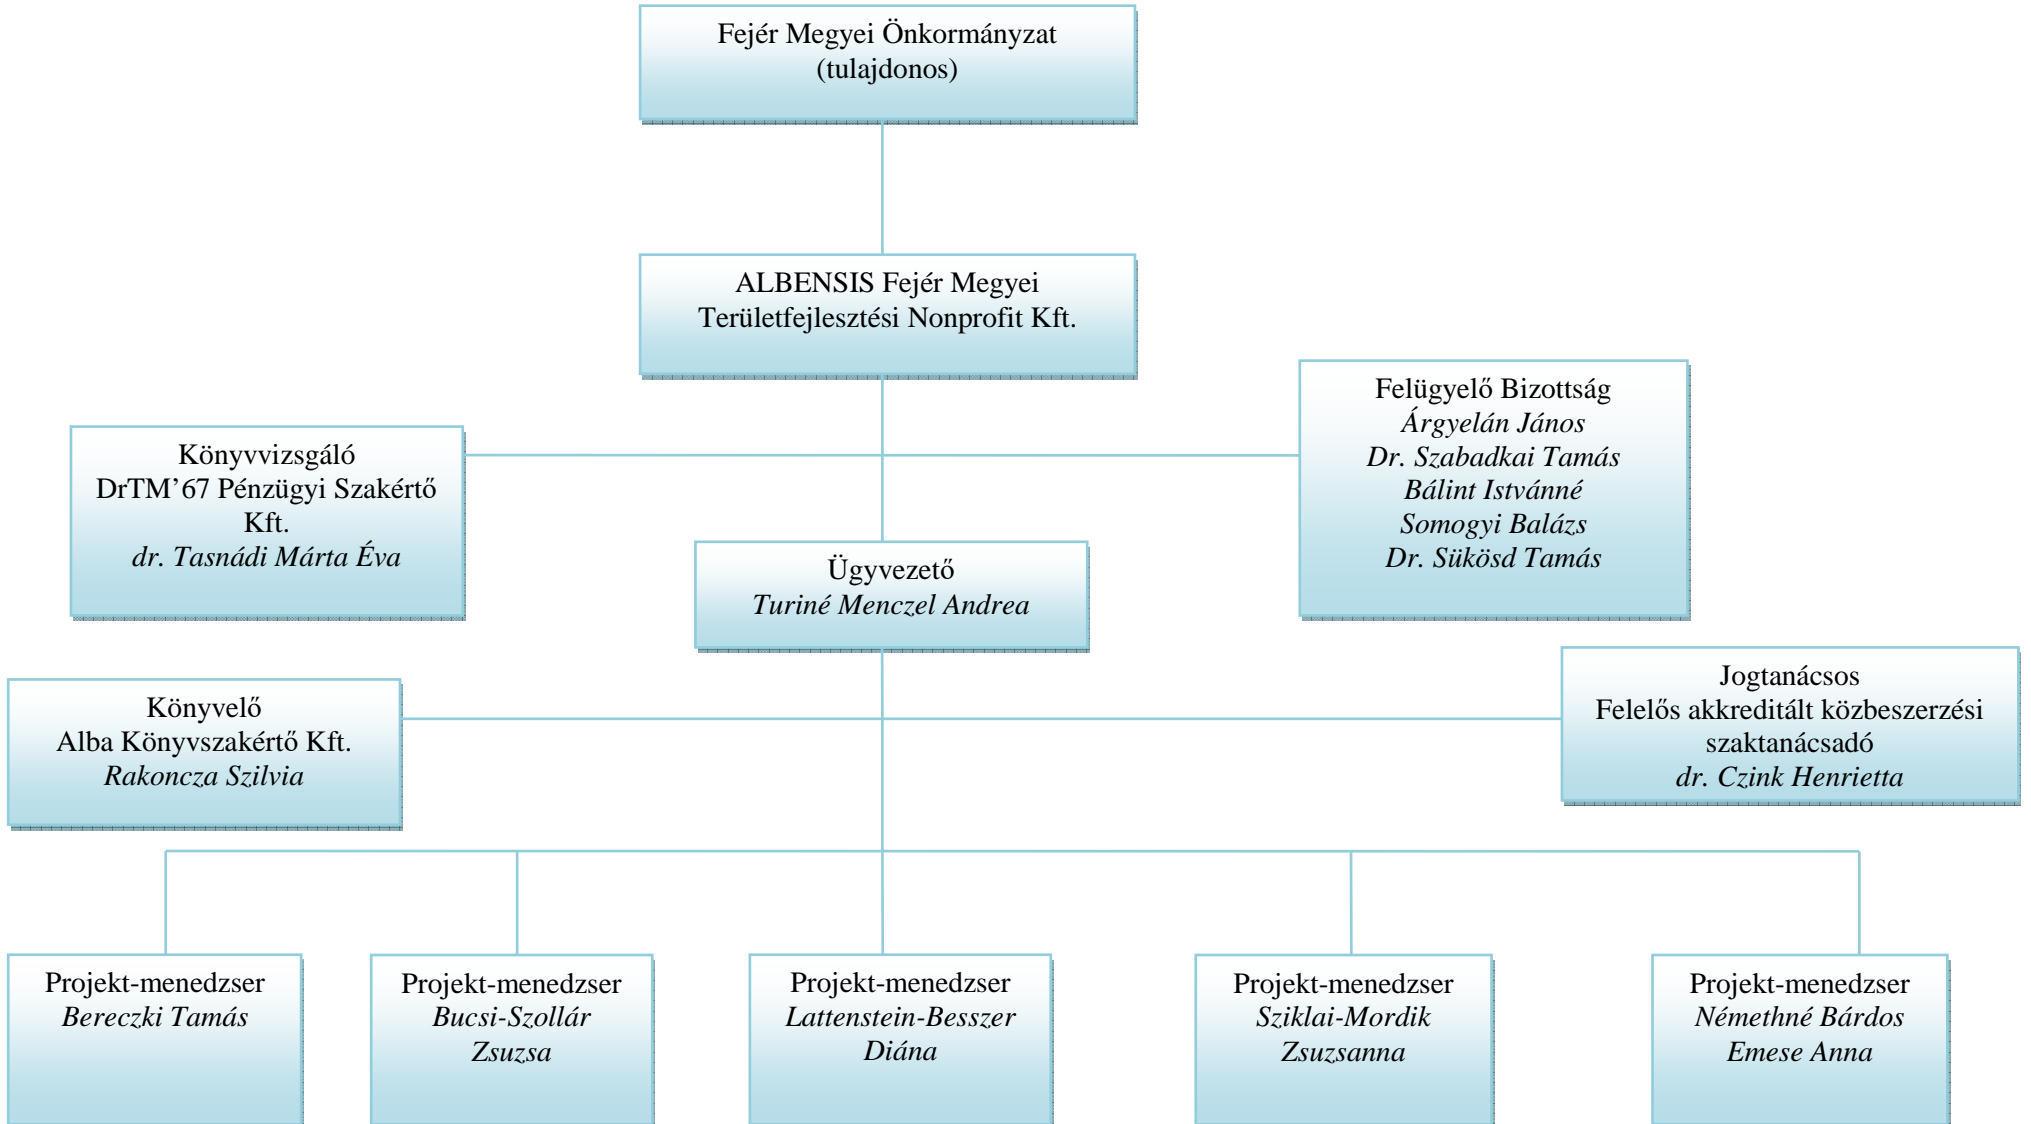 Fejér Megyei Önkormányzat
(tulajdonos)
ALBENSIS Fejér Megyei
Területfejlesztési Nonprofit Kft.
Felügyelő Bizottság
Árgyelán János
Dr. Szabadkai Tamás
Bálint Istvánné
Somogyi Balázs
Dr. Sükösd Tamás
Könyvvizsgáló
DrTM’67 Pénzügyi Szakértő
Kft.
dr. Tasnádi Márta Éva
Ügyvezető
Turiné Menczel Andrea
Könyvelő
Alba Könyvszakértő Kft.
Rakoncza Szilvia
Jogtanácsos
Felelős akkreditált közbeszerzési
szaktanácsadó
dr. Czink Henrietta
Projekt-menedzser
Bereczki Tamás
Projekt-menedzser
Bucsi-Szollár
Zsuzsa
Projekt-menedzser
Lattenstein-Besszer
Diána
Projekt-menedzser
Sziklai-Mordik
Zsuzsanna
Projekt-menedzser
Némethné Bárdos
Emese Anna